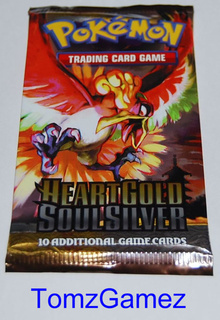 POKéMON
TRADING CARD GAME
HEARTGOLD
SOULSILVER
10 ADDITIONAL GAME CARDS
TomzGamez